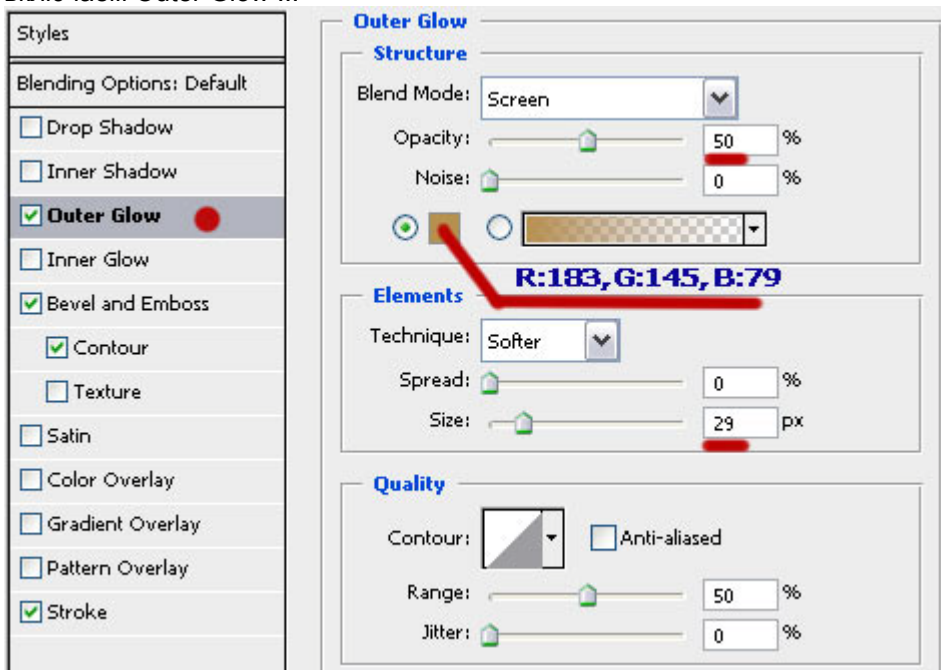 Outer Glow ...
Styles
Blending Options: Default
Drop Shadow
Inner Shadow
Outer Glow
Inner Glow
Bevel and Emboss
Contour
Texture
Satin
Color Overlay
Gradient Overlay
Pattern Overlay
Stroke
Outer Glow
Structure
Blend Mode: Screen
Opacity: 50 %
Noise: 0 %
R:183,G:145,B:79
Elements
Technique: Softer
Spread: 0 %
Size: 29 px
Quality
Contour: Anti-aliased
Range: 50 %
Jitter: 0 %